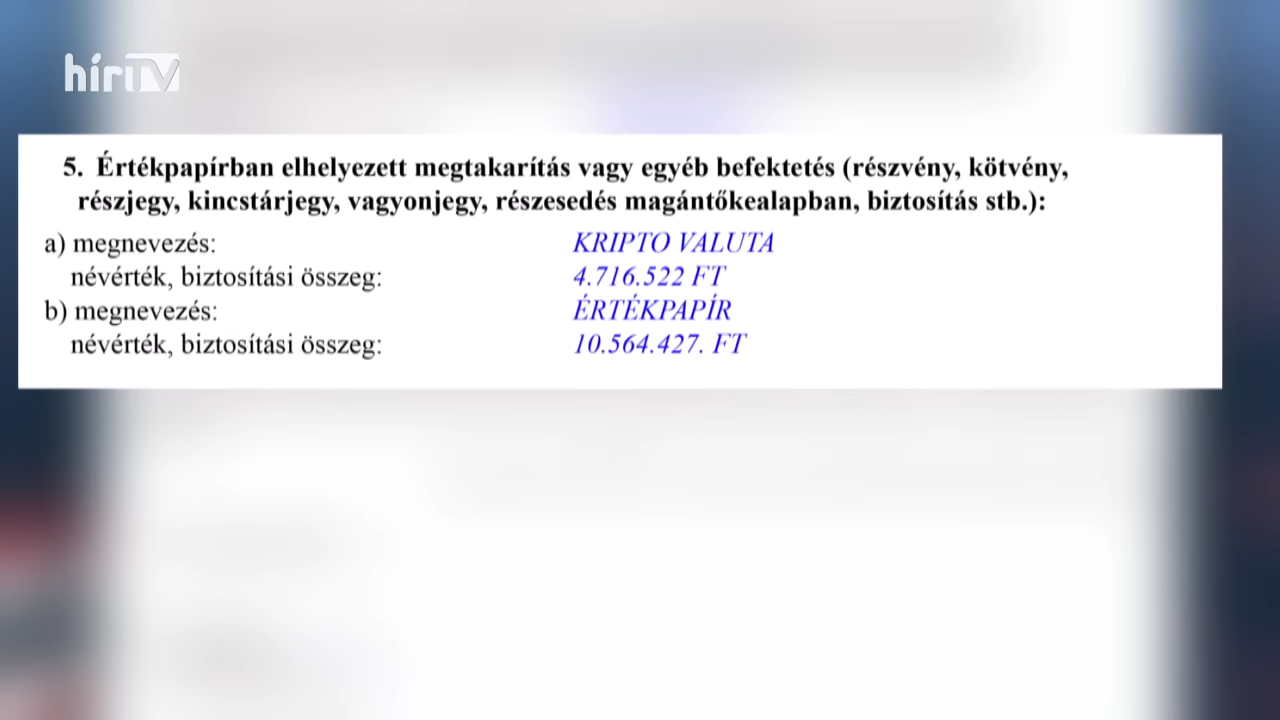 hírTV
5. Értékpapírban elhelyezett megtakarítás vagy egyéb befektetés (részvény, kötvény,
részjegy, kincstárjegy, vagyonjegy, részesedés magántőkealapban, biztosítás stb.):
a) megnevezés: KRIPTO VALUTA
névérték, biztosítási összeg: 4.716.522 FT
b) megnevezés: ÉRTÉKPAPÍR
névérték, biztosítási összeg: 10.564.427. FT